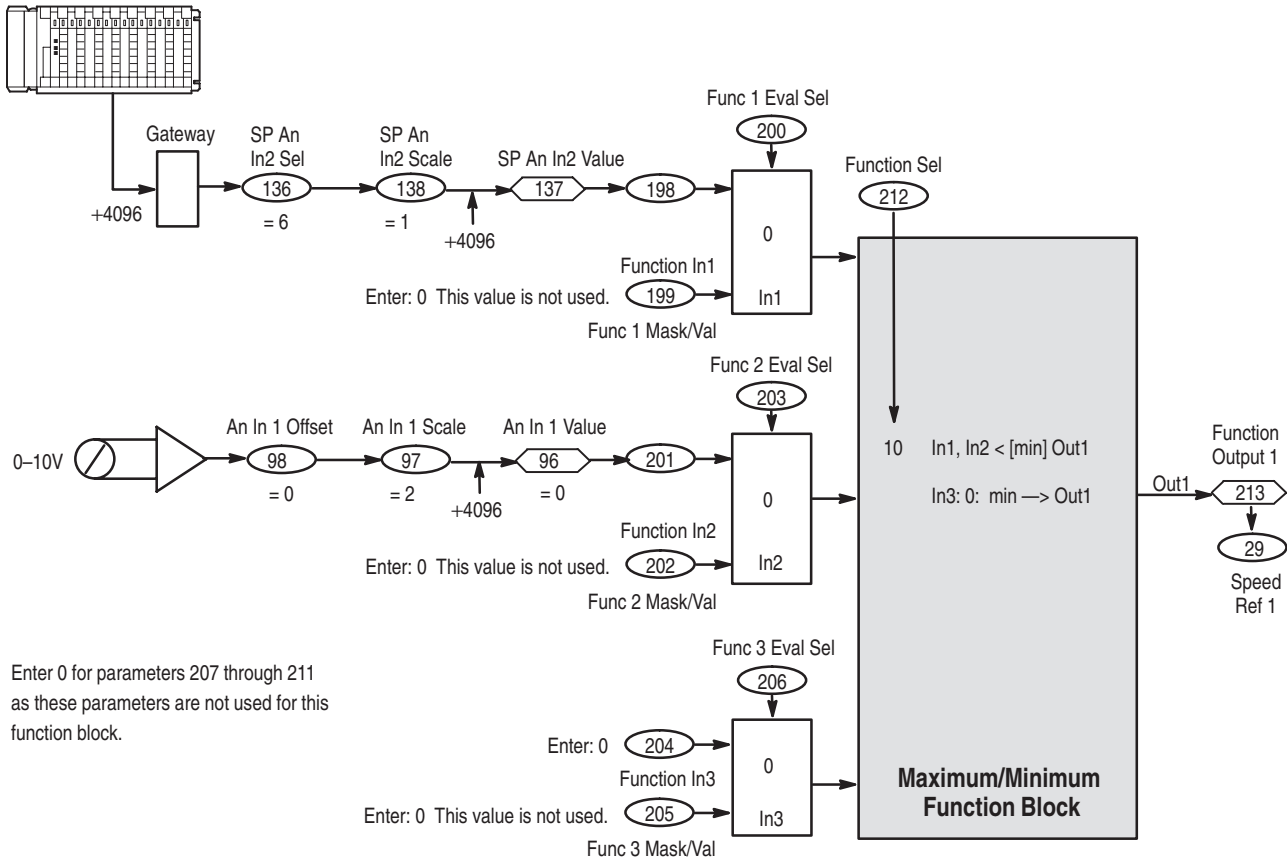 Gateway
+4096
SP An
In2 Sel
136
= 6
SP An
In2 Scale
138
= 1
+4096
SP An In2 Value
137
198
Func 1 Eval Sel
200
0
In1
Function In1
Enter: 0 This value is not used.
199
Func 1 Mask/Val
Function Sel
212
0–10V
An In 1 Offset
98
= 0
An In 1 Scale
97
= 2
+4096
An In 1 Value
96
= 0
201
Func 2 Eval Sel
203
0
In2
Function In2
Enter: 0 This value is not used.
202
Func 2 Mask/Val
10 In1, In2 < [min] Out1
In3: 0: min —> Out1
Out1
Function
Output 1
213
29
Speed
Ref 1
Enter 0 for parameters 207 through 211
as these parameters are not used for this
function block.
Func 3 Eval Sel
206
Enter: 0
204
0
In3
Function In3
Enter: 0 This value is not used.
205
Func 3 Mask/Val
Maximum/Minimum
Function Block